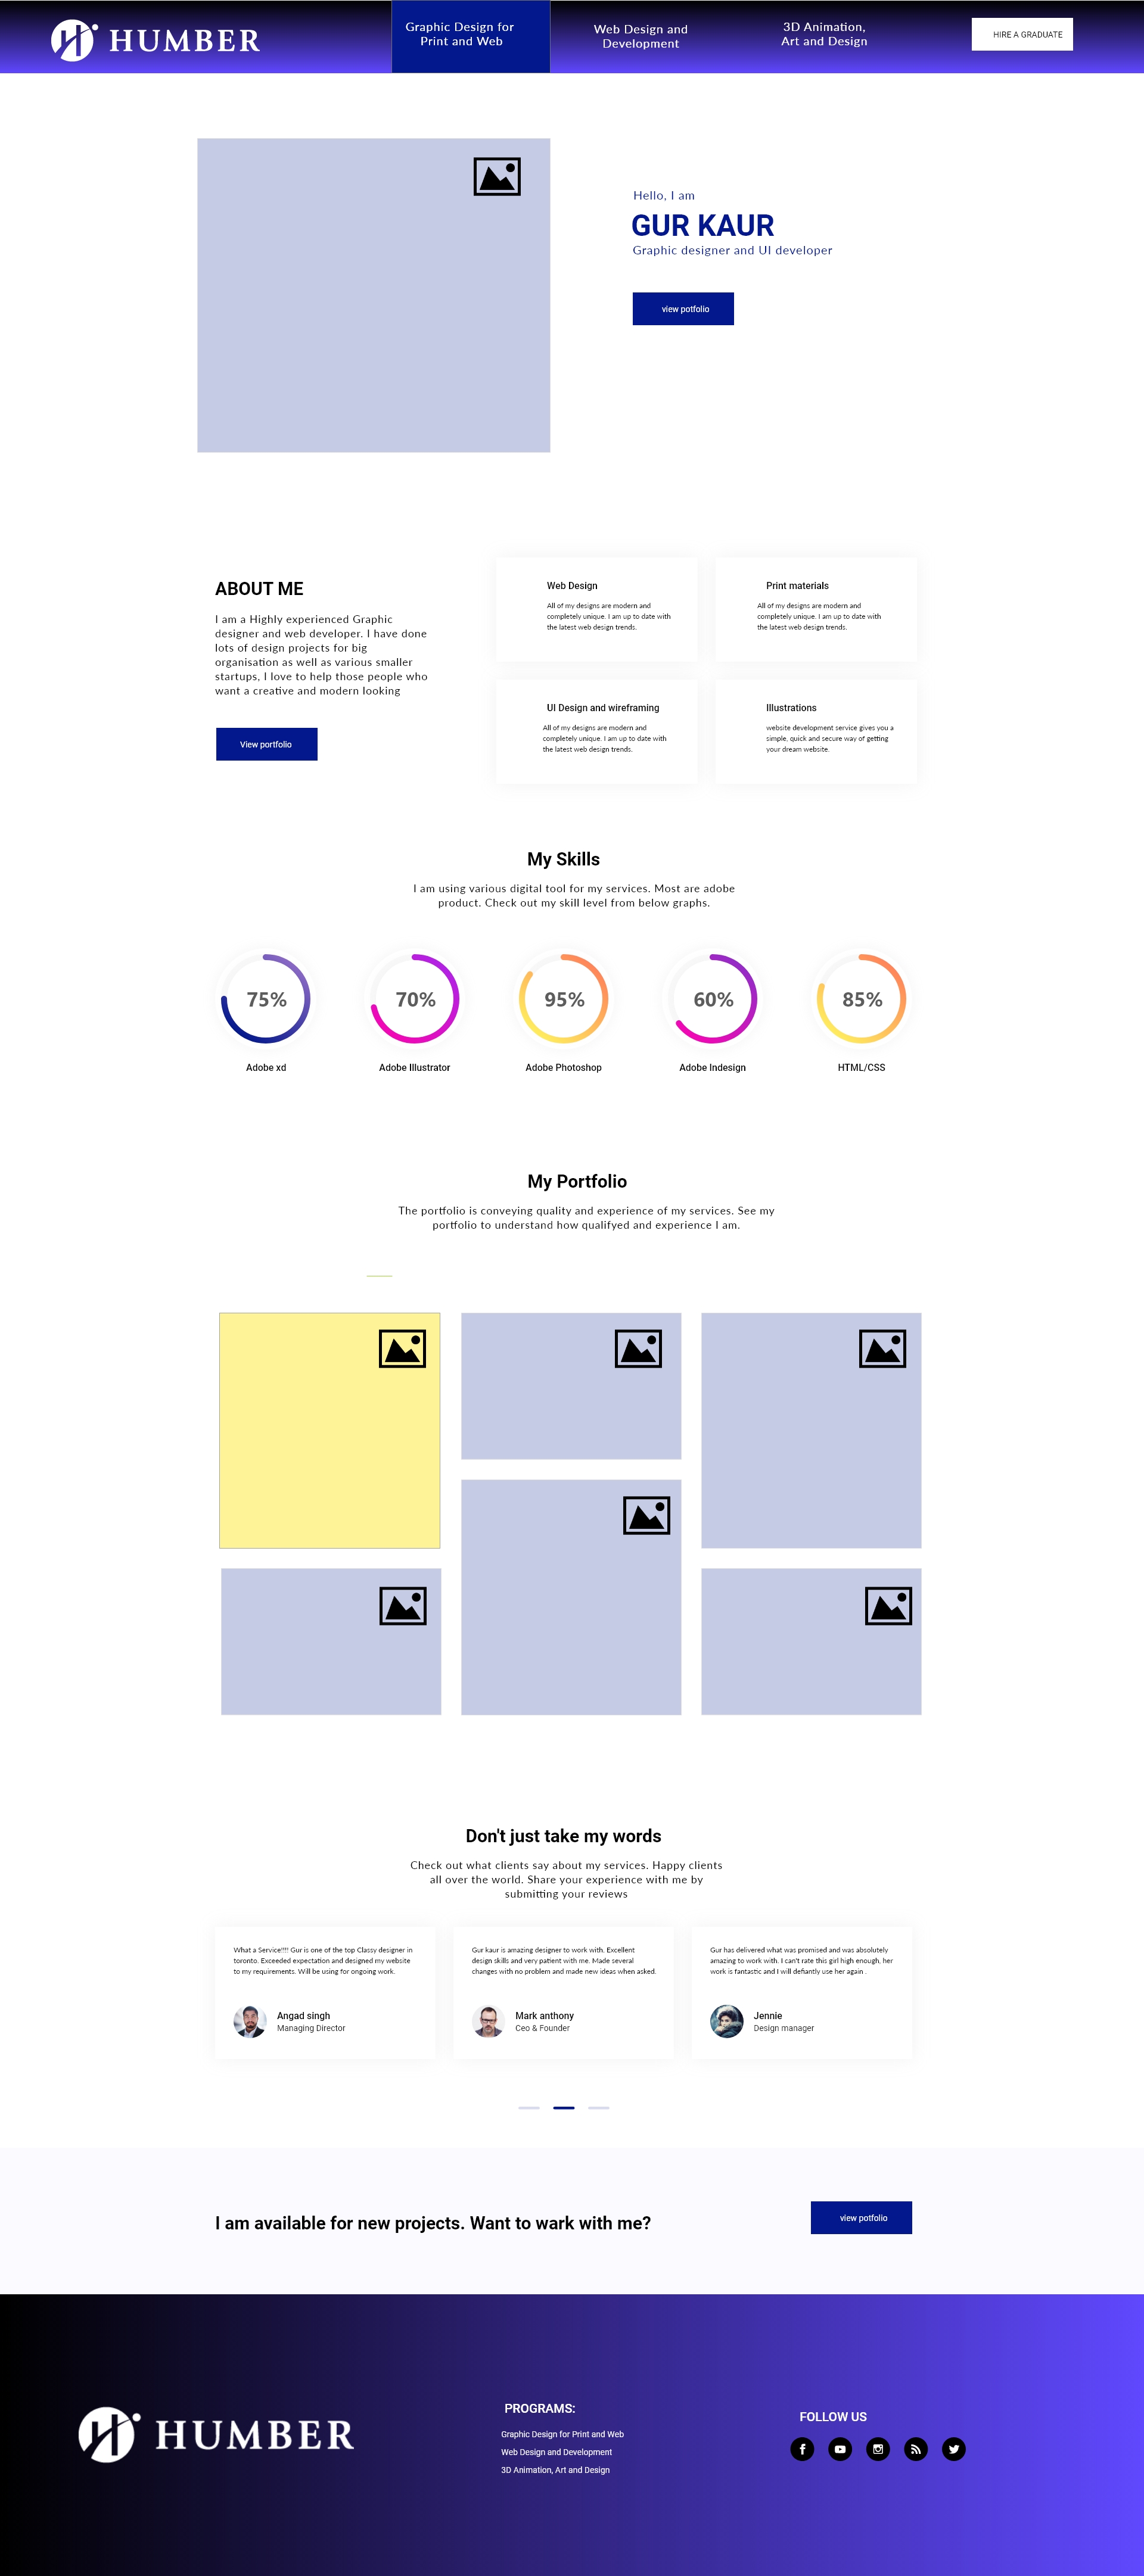 HUMBER
Graphic Design for
Print and Web
Web Design and
Development
3D Animation,
Art and Design
HIRE A GRADUATE
Hello, I am
GUR KAUR
Graphic designer and UI developer
view potfolio
ABOUT ME
I am a Highly experienced Graphic
designer and web developer. I have done
lots of design projects for big
organisation as well as various smaller
startups, I love to help those people who
want a creative and modern looking
View portfolio
Web Design
All of my designs are modern and
completely unique. I am up to date with
the latest web design trends.
Print materials
All of my designs are modern and
completely unique. I am up to date with
the latest web design trends.
UI Design and wireframing
All of my designs are modern and
completely unique. I am up to date with
the latest web design trends.
Illustrations
website development service gives you a
simple, quick and secure way of getting
your dream website.
My Skills
I am using various digital tool for my services. Most are adobe
product. Check out my skill level from below graphs.
75%
70%
95%
60%
85%
Adobe xd
Adobe Illustrator
Adobe Photoshop
Adobe Indesign
HTML/CSS
My Portfolio
The portfolio is conveying quality and experience of my services. See my
portfolio to understand how qualifyed and experience I am.
Don't just take my words
Check out what clients say about my services. Happy clients
all over the world. Share your experience with me by
submitting your reviews
What a Service!!!! Gur is one of the top Classy designer in
toronto. Exceeded expectation and designed my website
to my requirements. Will be using for ongoing work.
Angad singh
Managing Director
Gur kaur is amazing designer to work with. Excellent
design skills and very patient with me. Made several
changes with no problem and made new ideas when asked.
Mark anthony
Ceo & Founder
Gur has delivered what was promised and was absolutely
amazing to work with. I can't rate this girl high enough, her
work is fantastic and I will defiantly use her again .
Jennie
Design manager
I am available for new projects. Want to wark with me?
view potfolio
HUMBER
PROGRAMS:
Graphic Design for Print and Web
Web Design and Development
3D Animation, Art and Design
FOLLOW US